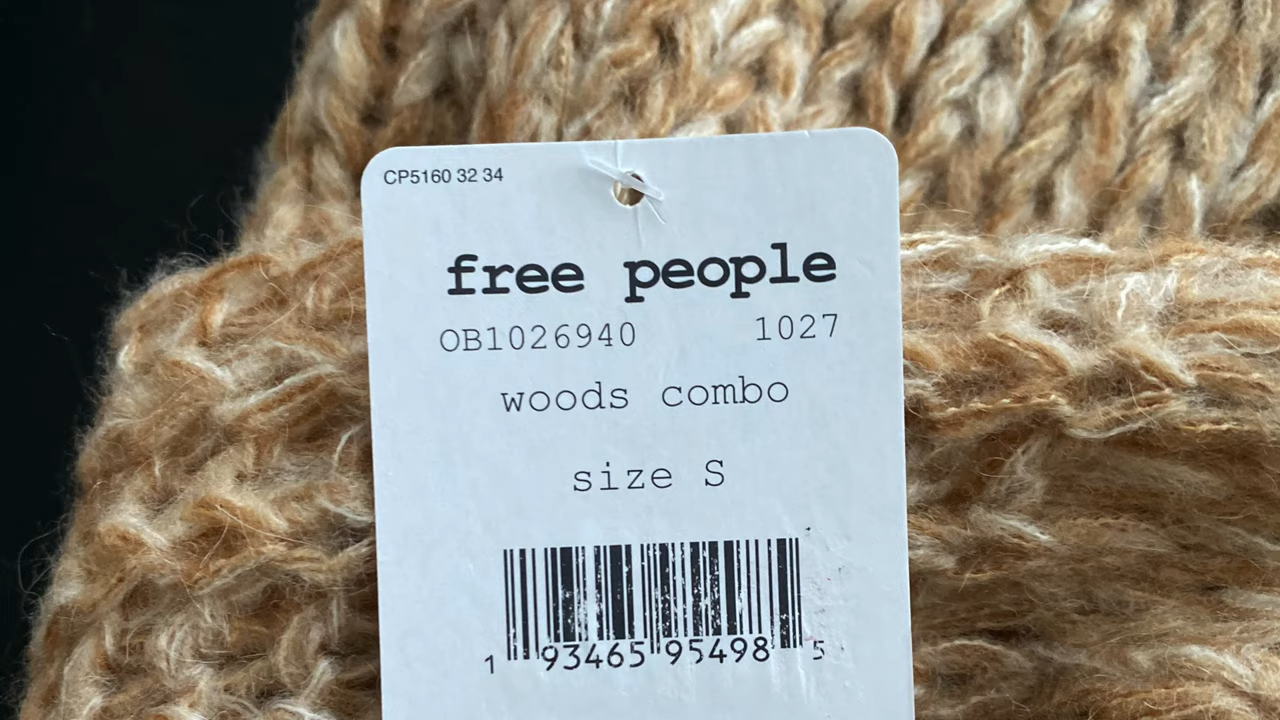 CP5160 32 34
free people
OB1026940 1027
woods combo
size S
1 93465 95498 5